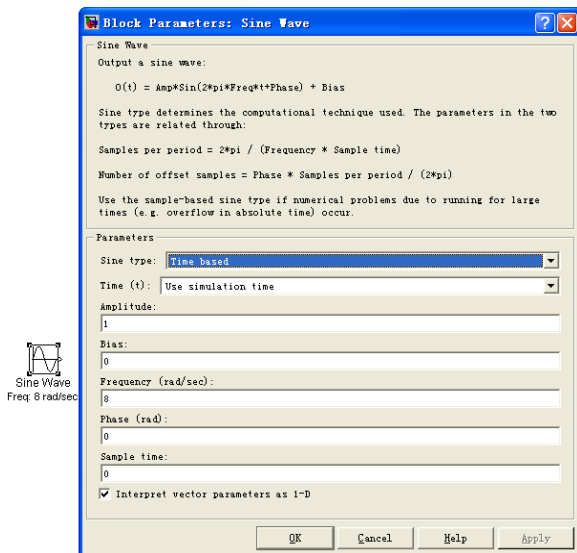 Block Parameters: Sine Wave
Sine Wave
Output a sine wave:
O(t) = Amp*Sin(2*pi*Freq*t+Phase) + Bias
Sine type determines the computational technique used. The parameters in the two
types are related through:
Samples per period = 2*pi / (Frequency * Sample time)
Number of offset samples = Phase * Samples per period / (2*pi)
Use the sample-based sine type if numerical problems due to running for large
times (e.g. overflow in absolute time) occur.
Parameters
Sine type: Time based
Time (t): Use simulation time
Amplitude:
1
Bias:
0
Frequency (rad/sec):
8
Phase (rad):
0
Sample time:
0
Interpret vector parameters as 1-D
OK Cancel Help Apply
Sine Wave
Freq: 8 rad/sec